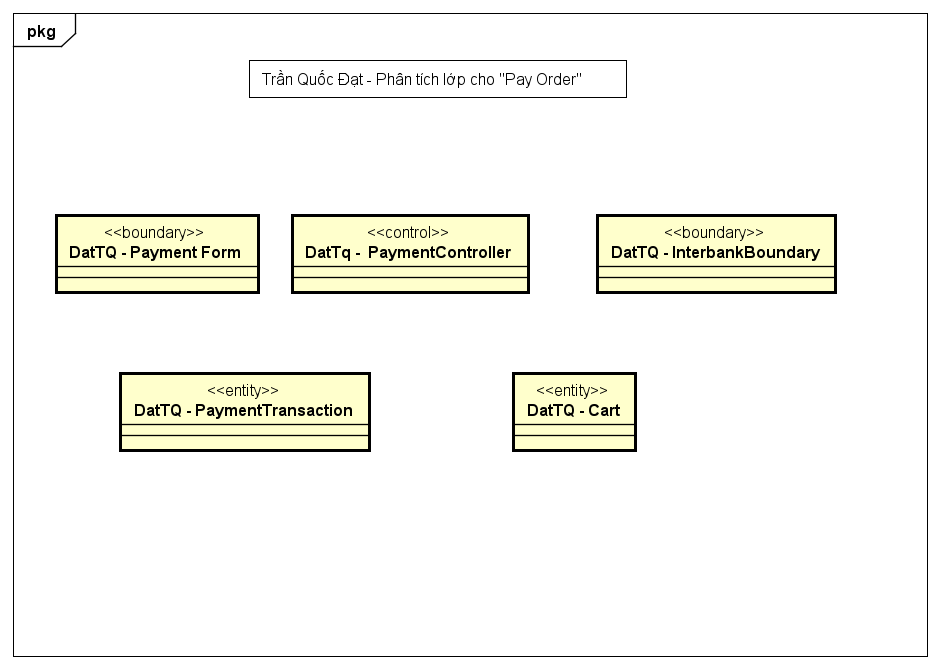 pkg
Trần Quốc Đạt - Phân tích lớp cho "Pay Order"
<<boundary>>
DatTQ - Payment Form
<<control>>
DatTq - PaymentController
<<boundary>>
DatTQ - InterbankBoundary
<<entity>>
DatTQ - PaymentTransaction
<<entity>>
DatTQ - Cart